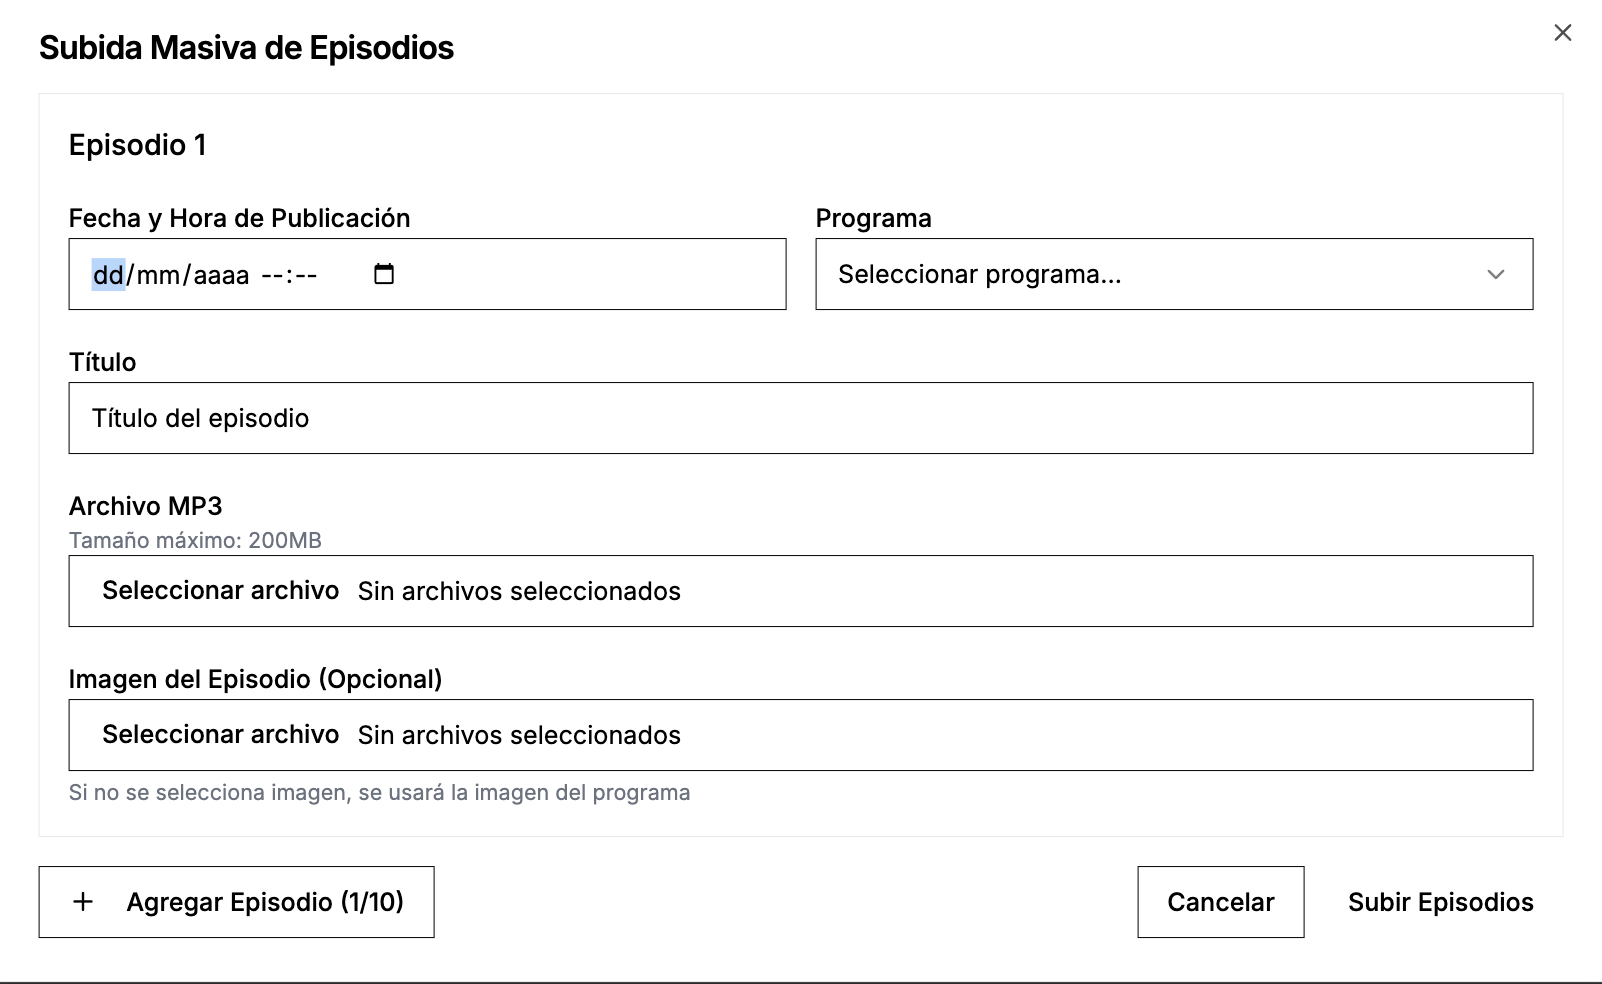 Subida Masiva de Episodios
Episodio 1
Fecha y Hora de Publicación
dd/mm/aaaa --:--
Programa
Seleccionar programa...
Título
Título del episodio
Archivo MP3
Tamaño máximo: 200MB
Seleccionar archivo Sin archivos seleccionados
Imagen del Episodio (Opcional)
Seleccionar archivo Sin archivos seleccionados
Si no se selecciona imagen, se usará la imagen del programa
+ Agregar Episodio (1/10)
Cancelar
Subir Episodios